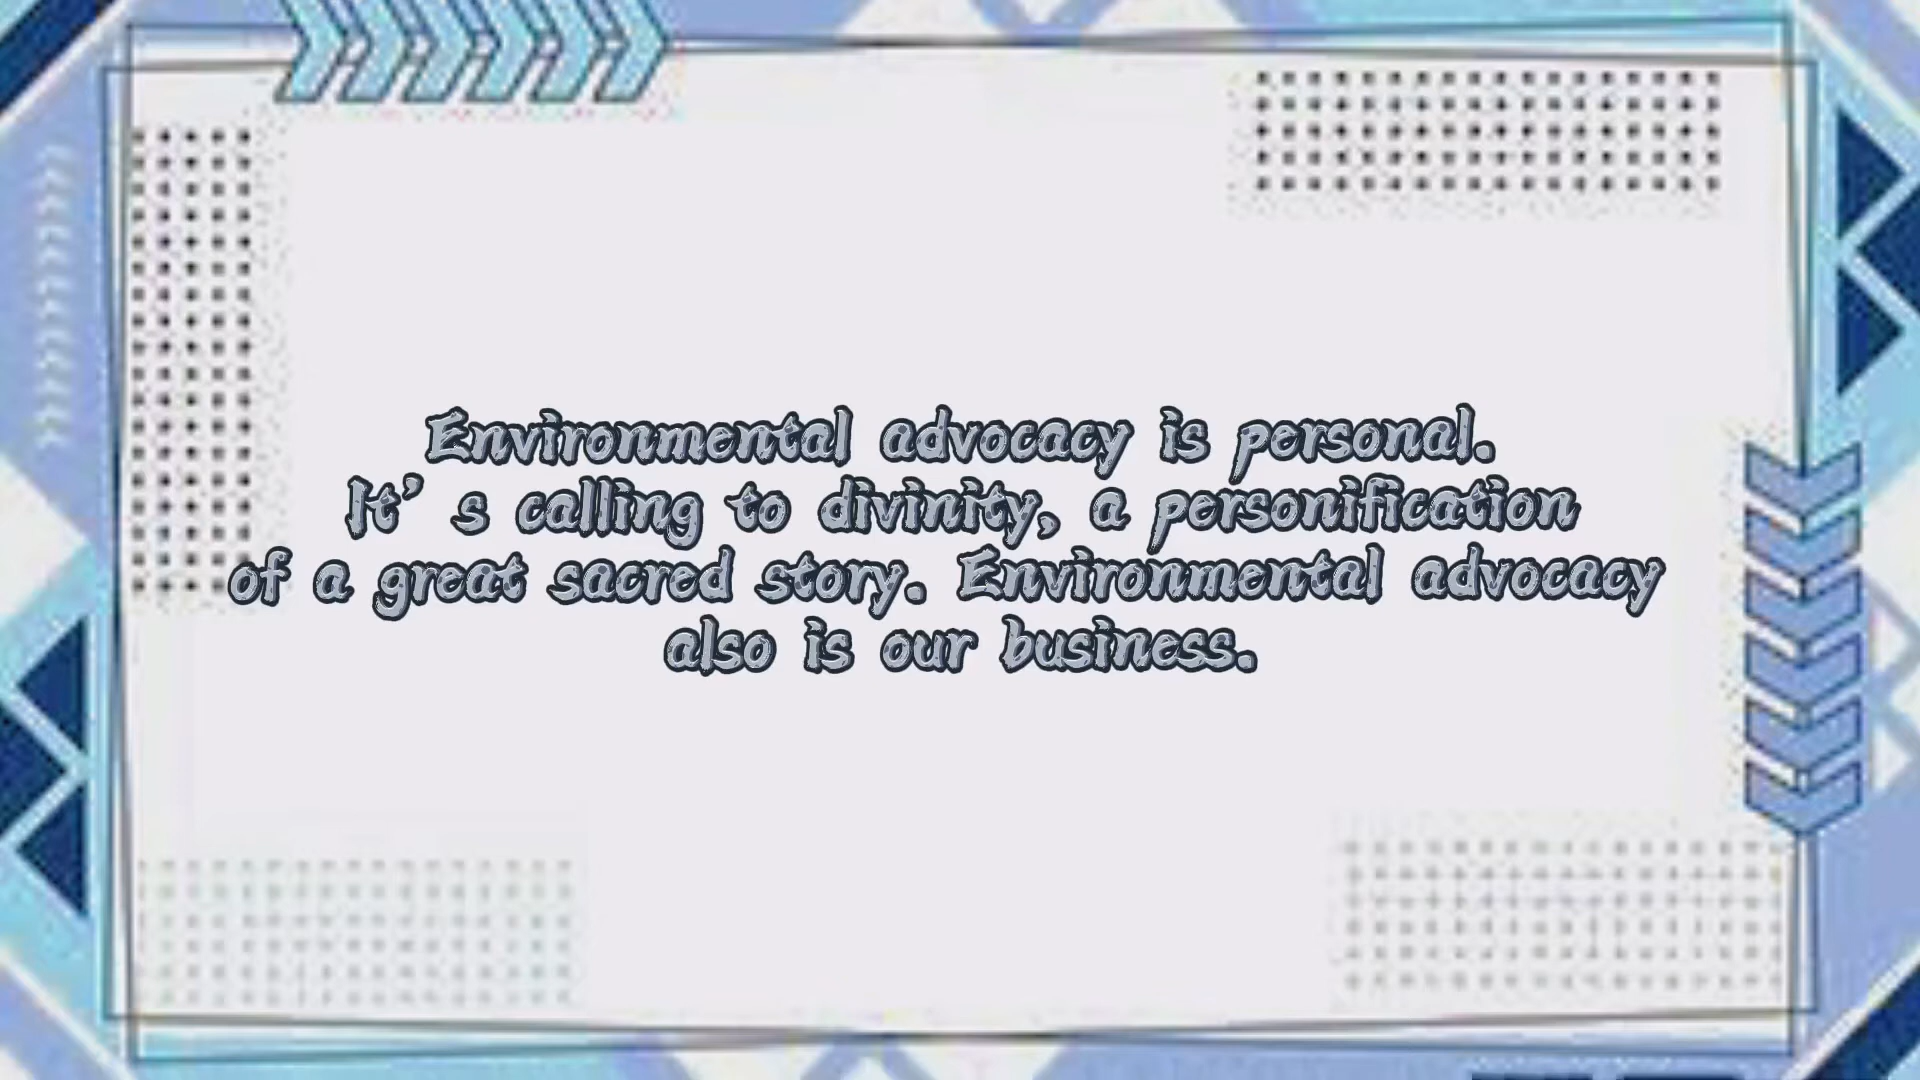 Environmental advocacy is personal.
It’s calling to divinity, a personification
of a great sacred story. Environmental advocacy
also is our business.